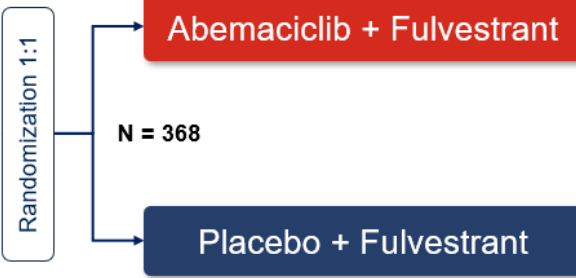 Randomization 1:1
Abemaciclib + Fulvestrant
N = 368
Placebo + Fulvestrant